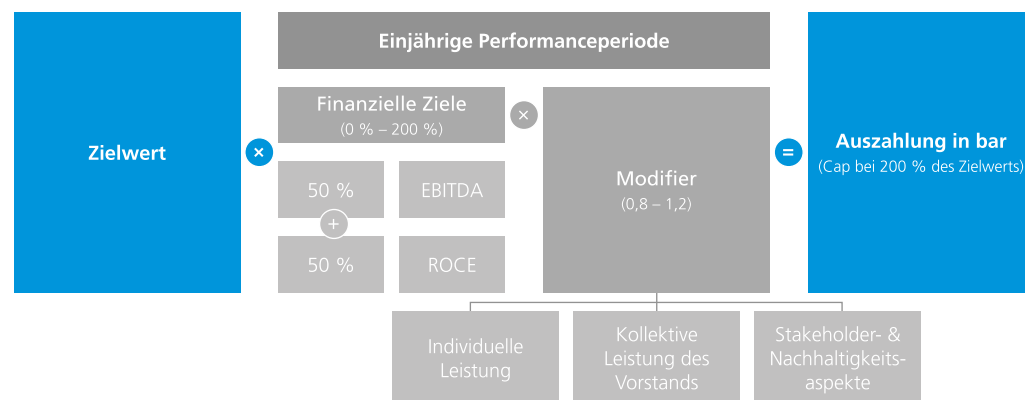 Einjährige Performanceperiode
Zielwert
×
Finanzielle Ziele
(0 % – 200 %)
50 %
EBITDA
+
50 %
ROCE
×
Modifier
(0,8 – 1,2)
=
Auszahlung in bar
(Cap bei 200 % des Zielwerts)
Individuelle
Leistung
Kollektive
Leistung des
Vorstands
Stakeholder- &
Nachhaltigkeits-
aspekte